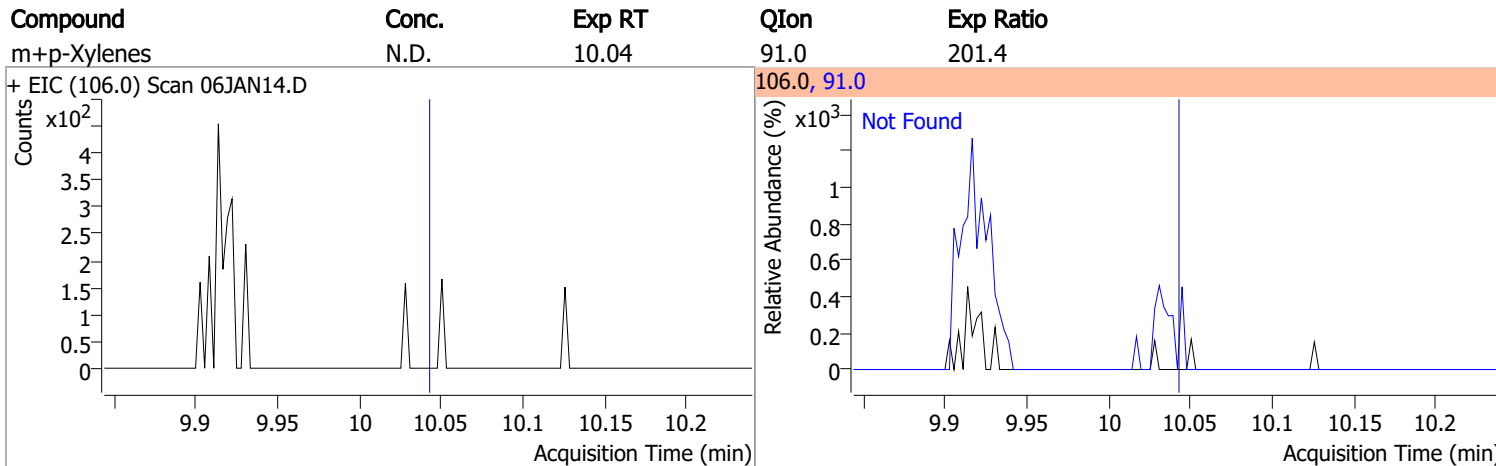 Compound Conc. Exp RT QIon Exp Ratio
m+p-Xylenes N.D. 10.04 91.0 201.4
+ EIC (106.0) Scan 06JAN14.D
Counts
x10²
4
3.5
3
2.5
2
1.5
1
0.5
0
9.9 9.95 10 10.05 10.1 10.15 10.2
Acquisition Time (min)
106.0, 91.0
Relative Abundance (%)
x10³
Not Found
1
0.8
0.6
0.4
0.2
0
9.9 9.95 10 10.05 10.1 10.15 10.2
Acquisition Time (min)